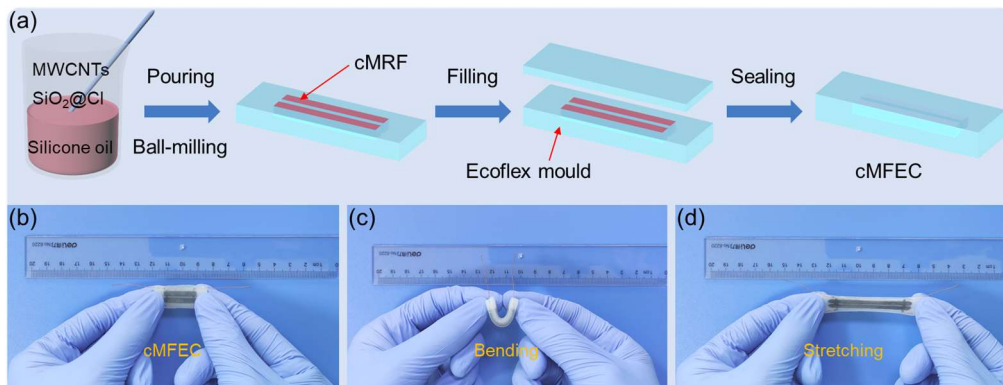 (a)
MWCNTs
SiO₂@CI
Silicone oil
Pouring
Ball-milling
cMRF
Filling
Ecoflex mould
Sealing
cMFEC
(b)
cMFEC
(c)
Bending
(d)
Stretching